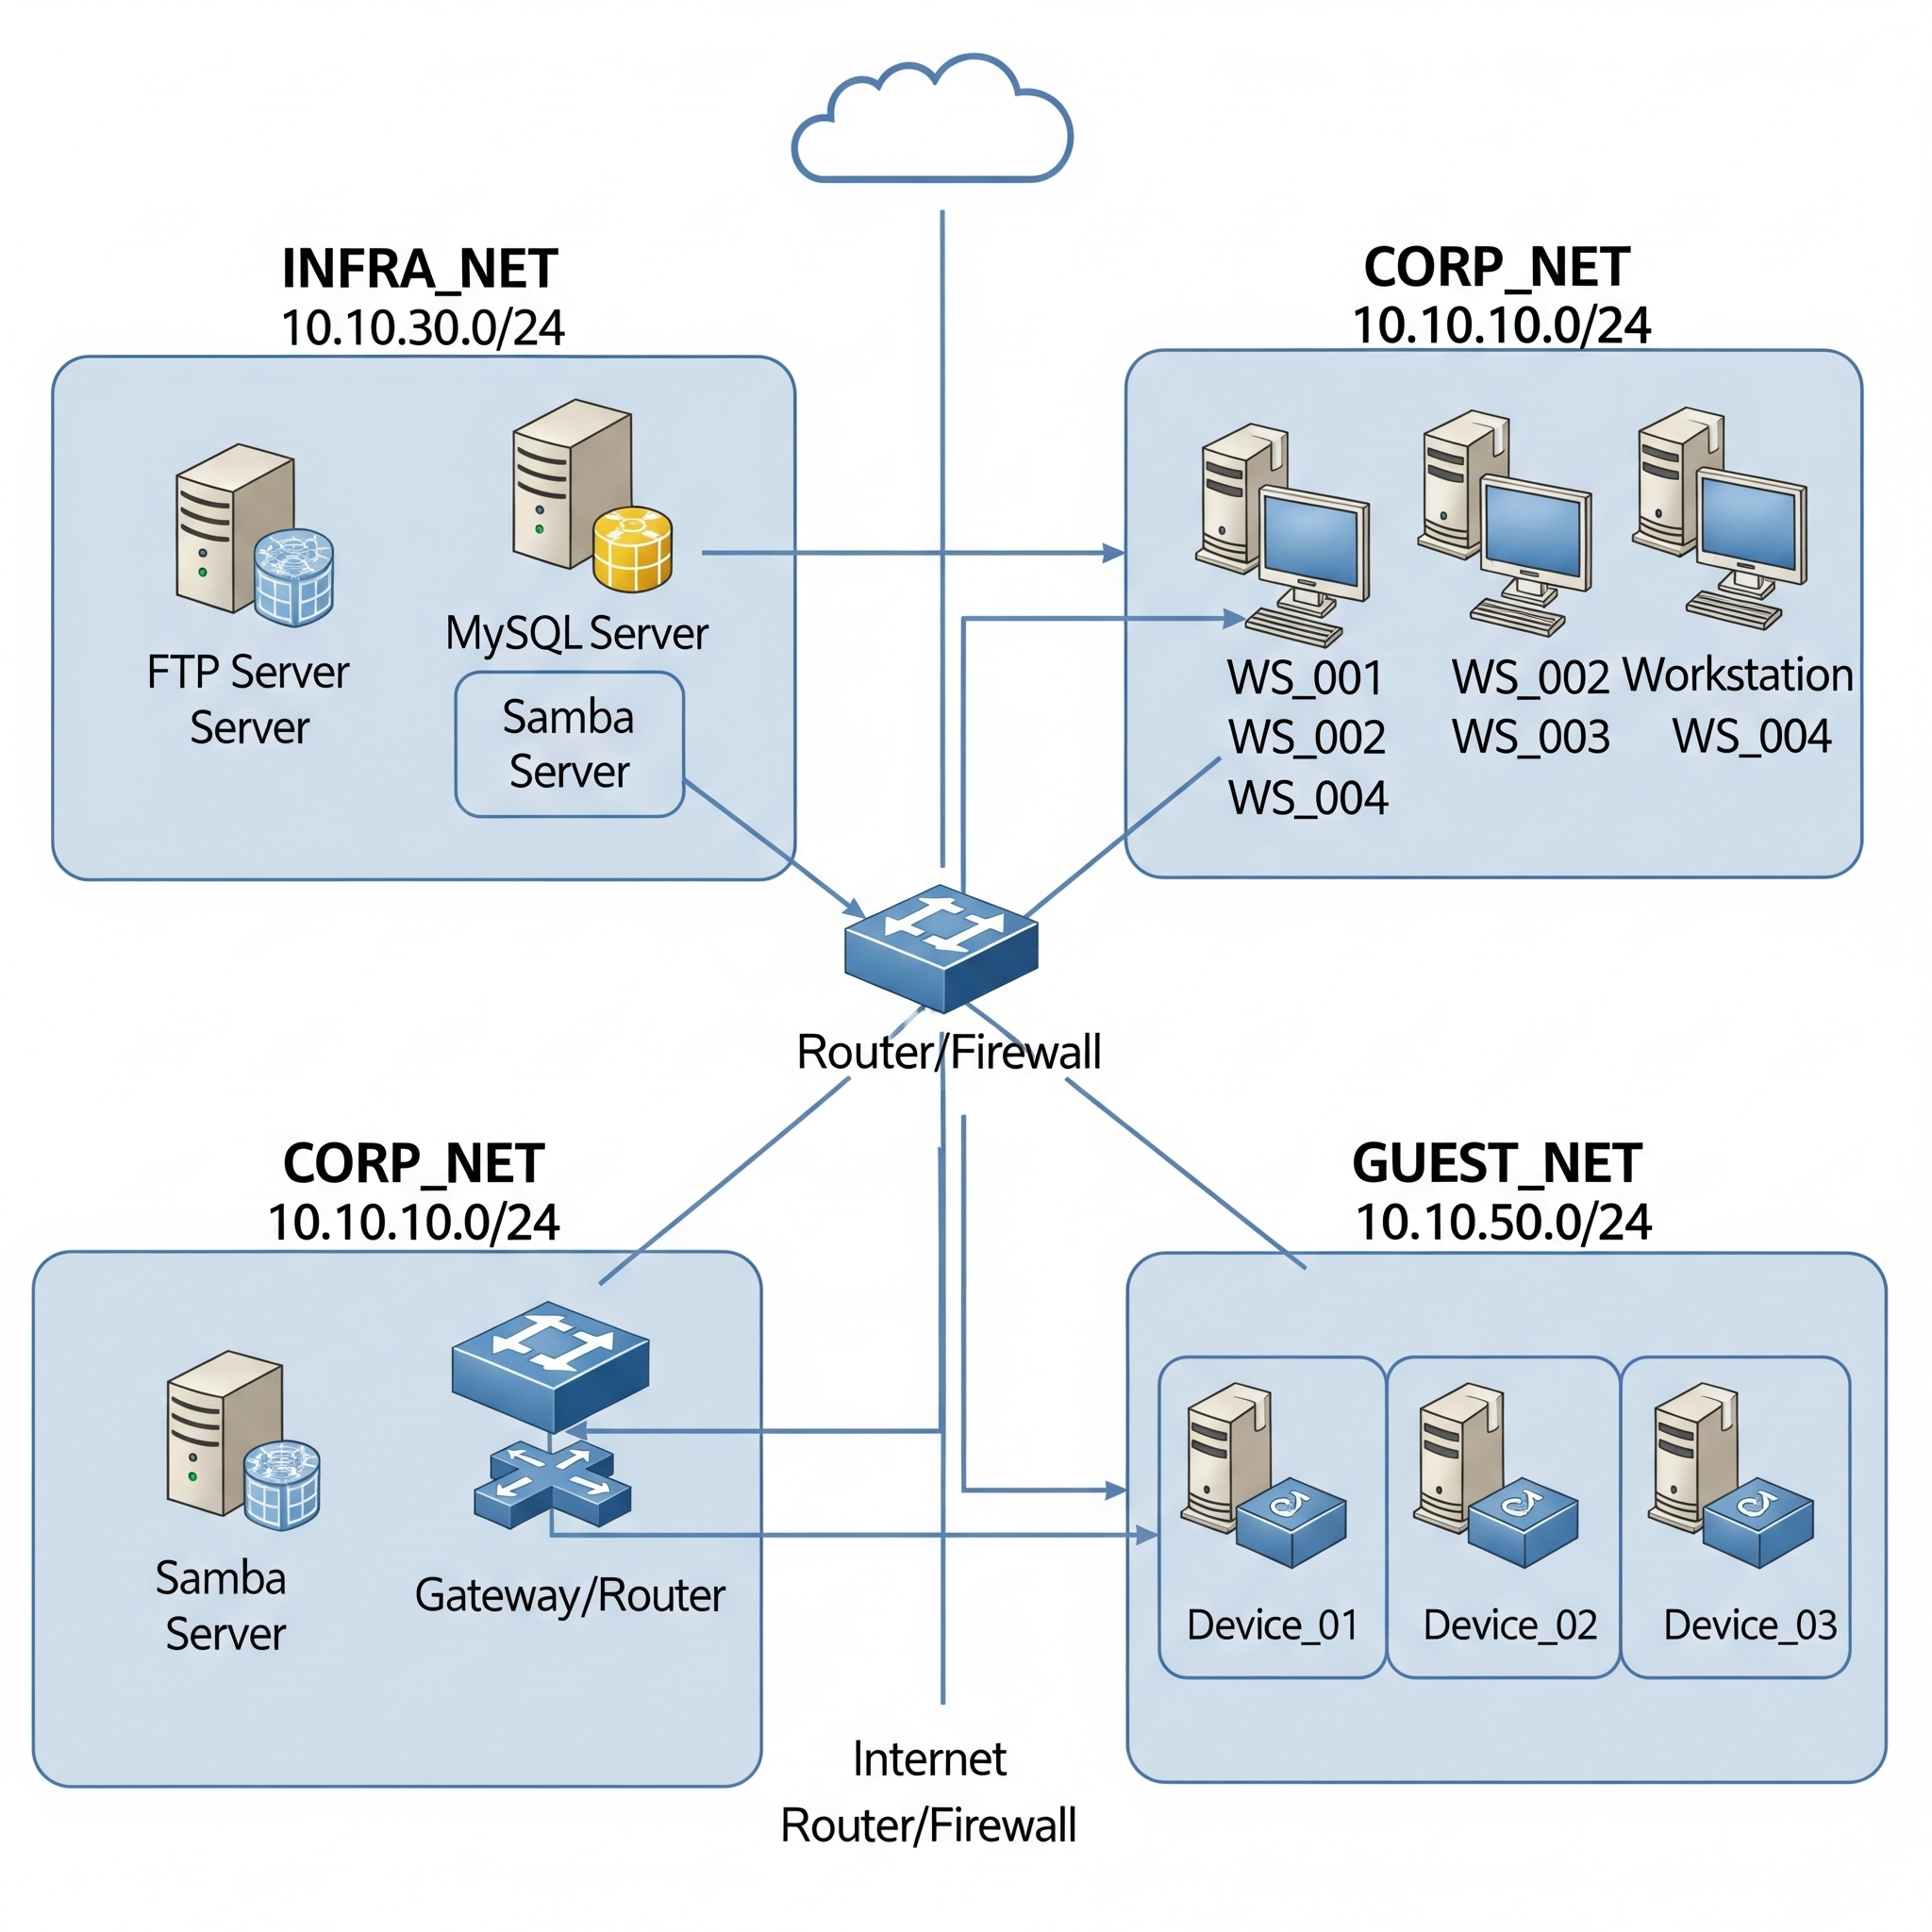 INFRA_NET
10.10.30.0/24
CORP_NET
10.10.10.0/24
FTP Server
Server
MySQL Server
Samba
Server
WS_001
WS_002
WS_004
WS_002
WS_003
Workstation
WS_004
Router/Firewall
CORP_NET
10.10.10.0/24
GUEST_NET
10.10.50.0/24
Samba
Server
Gateway/Router
Device_01
Device_02
Device_03
Internet
Router/Firewall